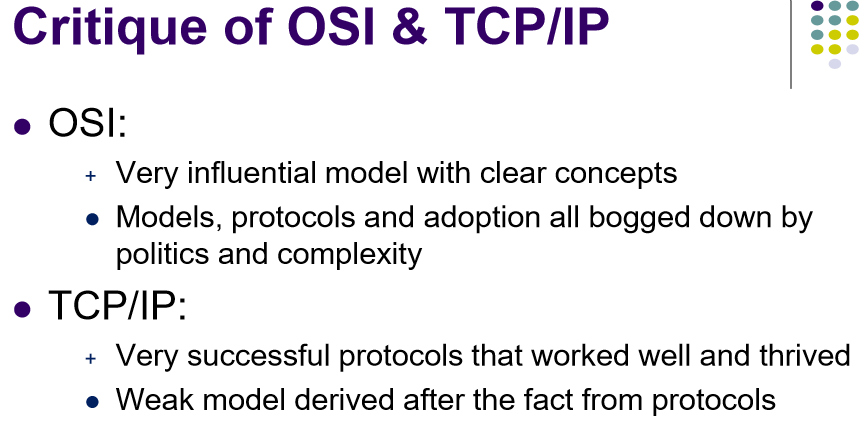 Critique of OSI & TCP/IP
● OSI:
+ Very influential model with clear concepts
● Models, protocols and adoption all bogged down by
politics and complexity
● TCP/IP:
+ Very successful protocols that worked well and thrived
● Weak model derived after the fact from protocols